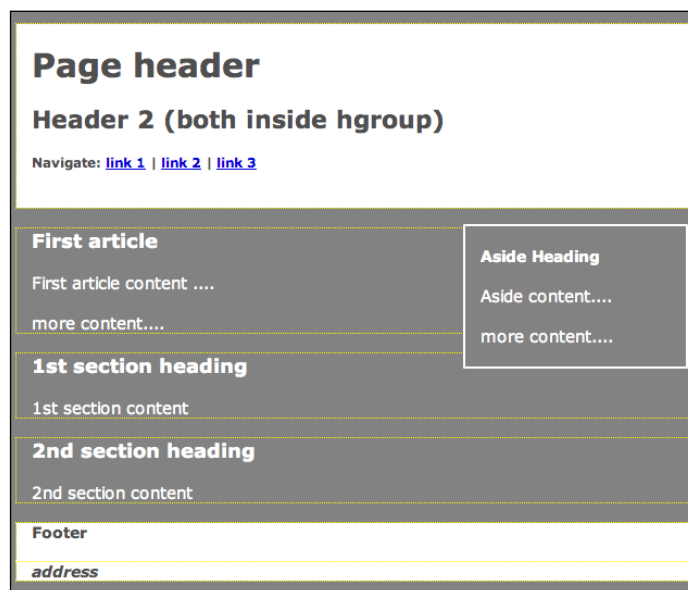 Page header
Header 2 (both inside hgroup)
Navigate: link 1 | link 2 | link 3
First article
First article content ....
more content....
Aside Heading
Aside content....
more content....
1st section heading
1st section content
2nd section heading
2nd section content
Footer
address